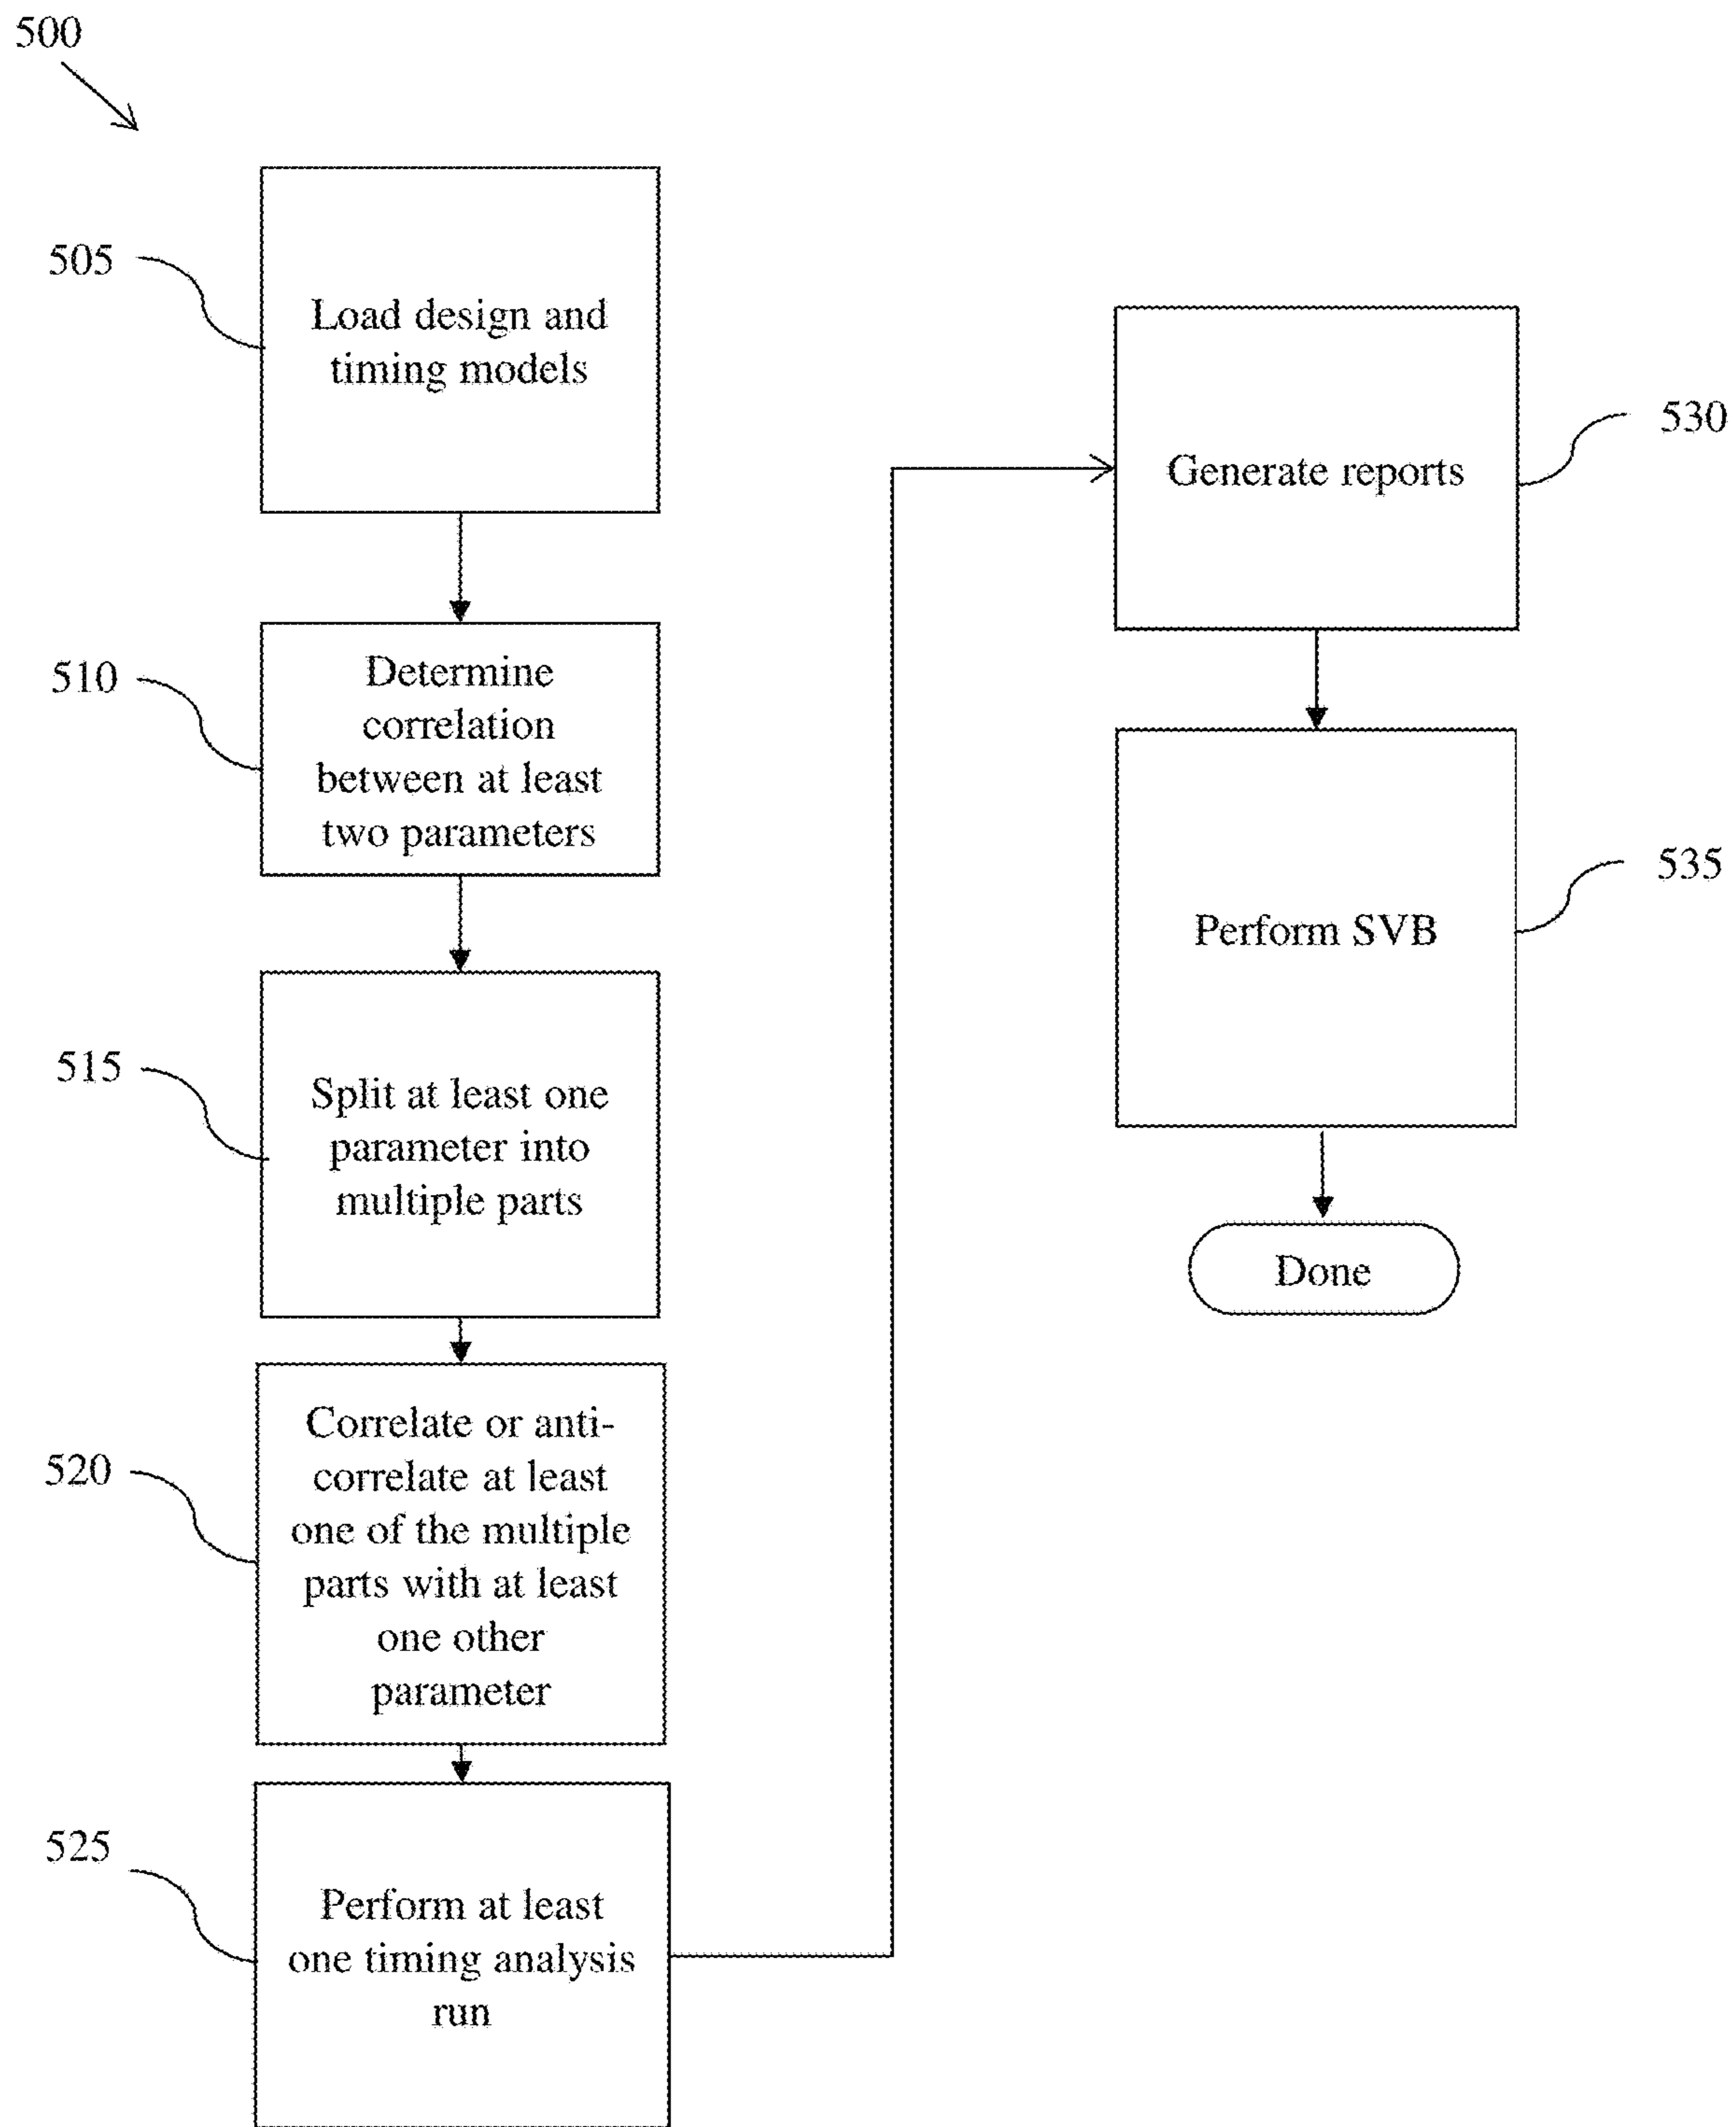 500
505
Load design and
timing models
510
Determine
correlation
between at least
two parameters
515
Split at least one
parameter into
multiple parts
520
Correlate or anti-
correlate at least
one of the multiple
parts with at least
one other
parameter
525
Perform at least
one timing analysis
run
530
Generate reports
535
Perform SVB
Done